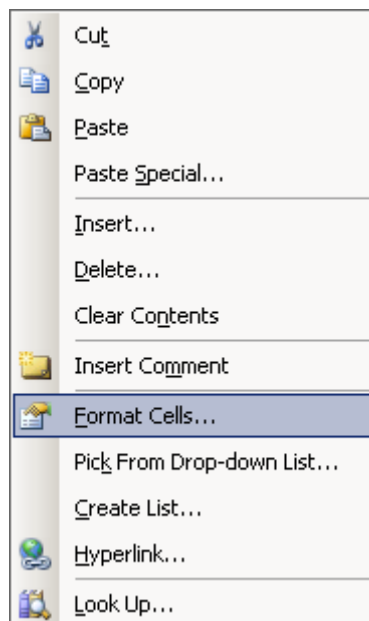 Cut
Copy
Paste
Paste Special...
Insert...
Delete...
Clear Contents
Insert Comment
Format Cells...
Pick From Drop-down List...
Create List...
Hyperlink...
Look Up...